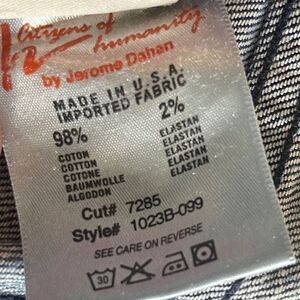 Citizens of
humanity
by Jerome Dahan
MADE IN U.S.A.
IMPORTED FABRIC
98% 2%
COTON ELASTAN
COTTON ELASTAN
COTONE ELASTAN
BAUMWOLLE ELASTAN
ALGODON ELASTAN
Cut# 7285
Style# 1023B-099
SEE CARE ON REVERSE
30